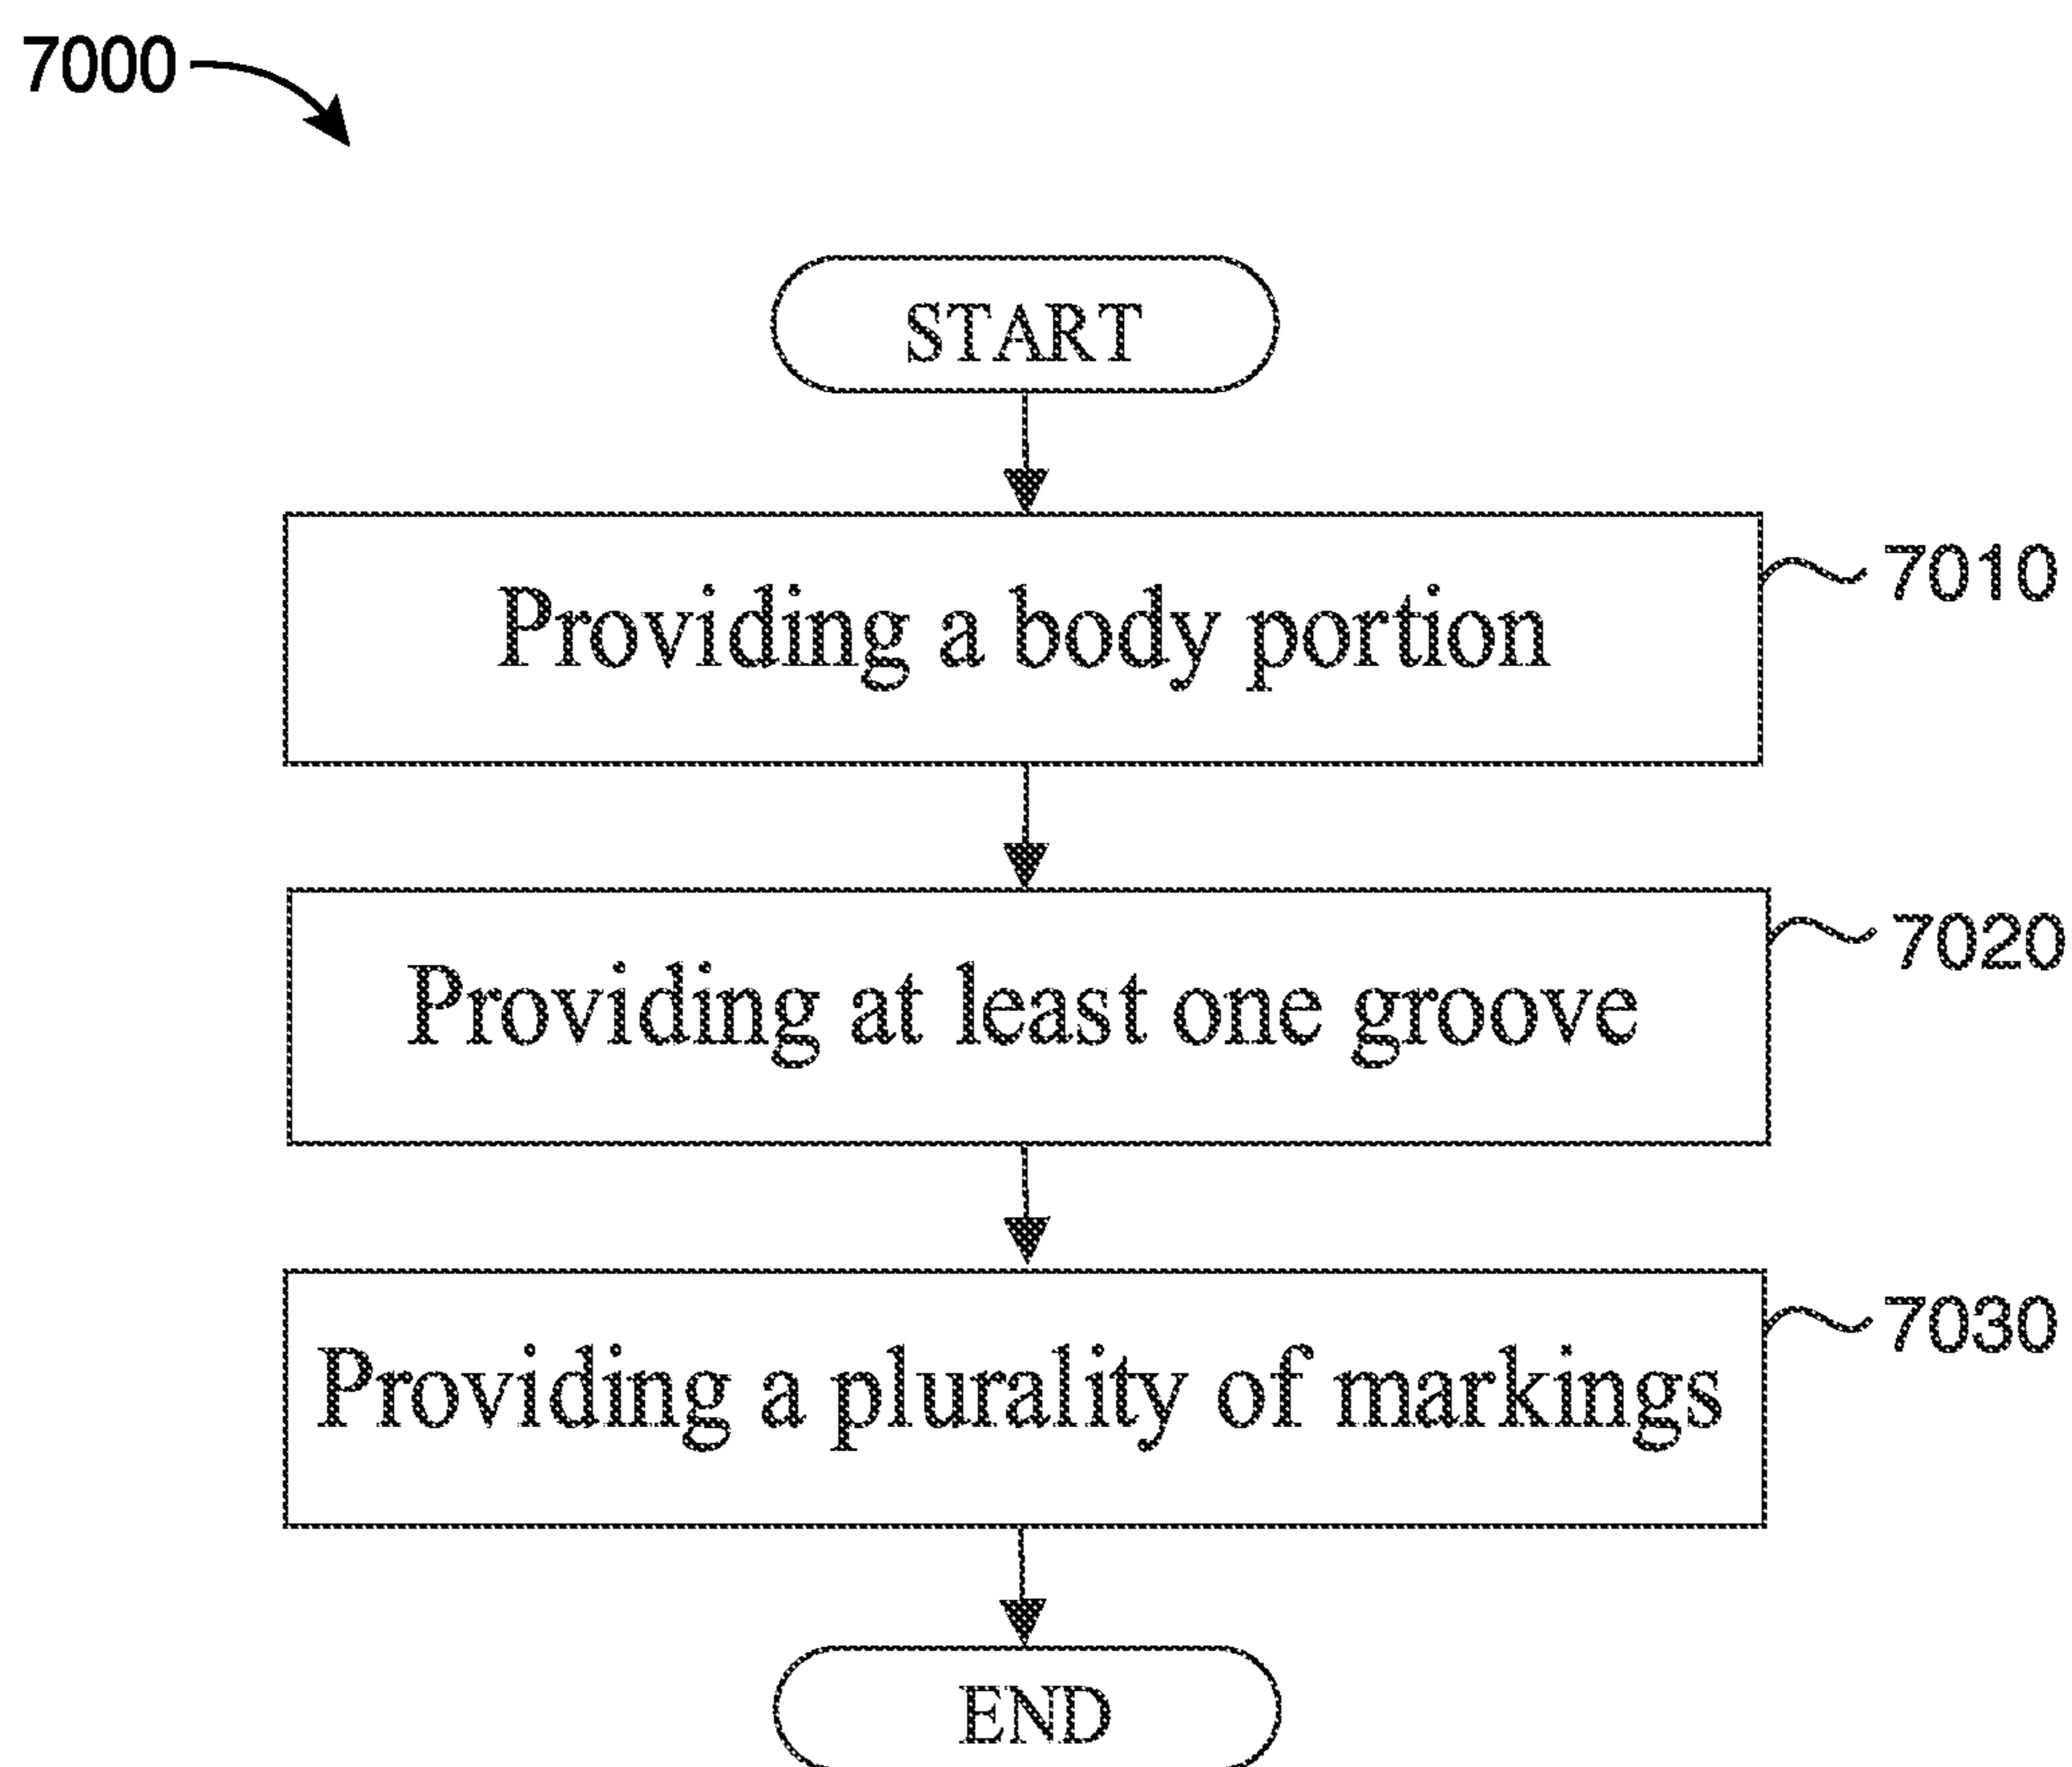 7000
START
Providing a body portion
7010
Providing at least one groove
7020
Providing a plurality of markings
7030
END